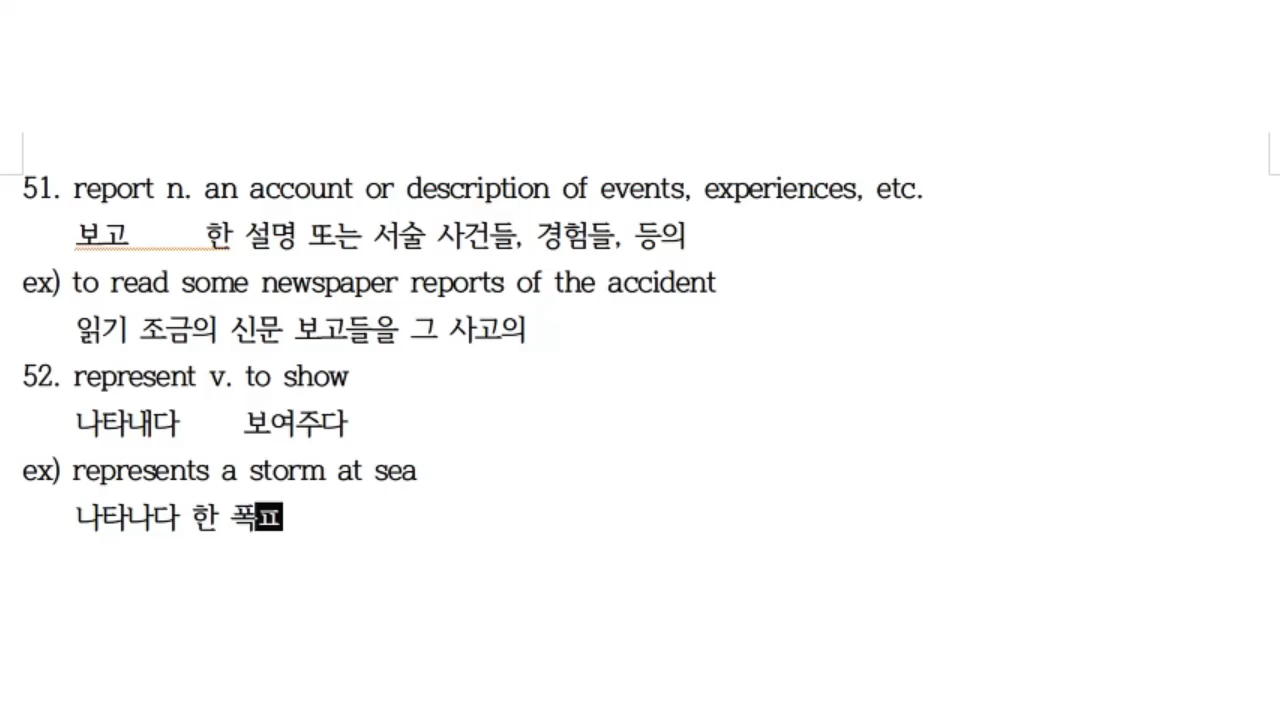 51. report n. an account or description of events, experiences, etc.
보고 한 설명 또는 서술 사건들, 경험들, 등의
ex) to read some newspaper reports of the accident
읽기 조금의 신문 보고들을 그 사고의
52. represent v. to show
나타내다 보여주다
ex) represents a storm at sea
나타나다 한 폭ㅍ